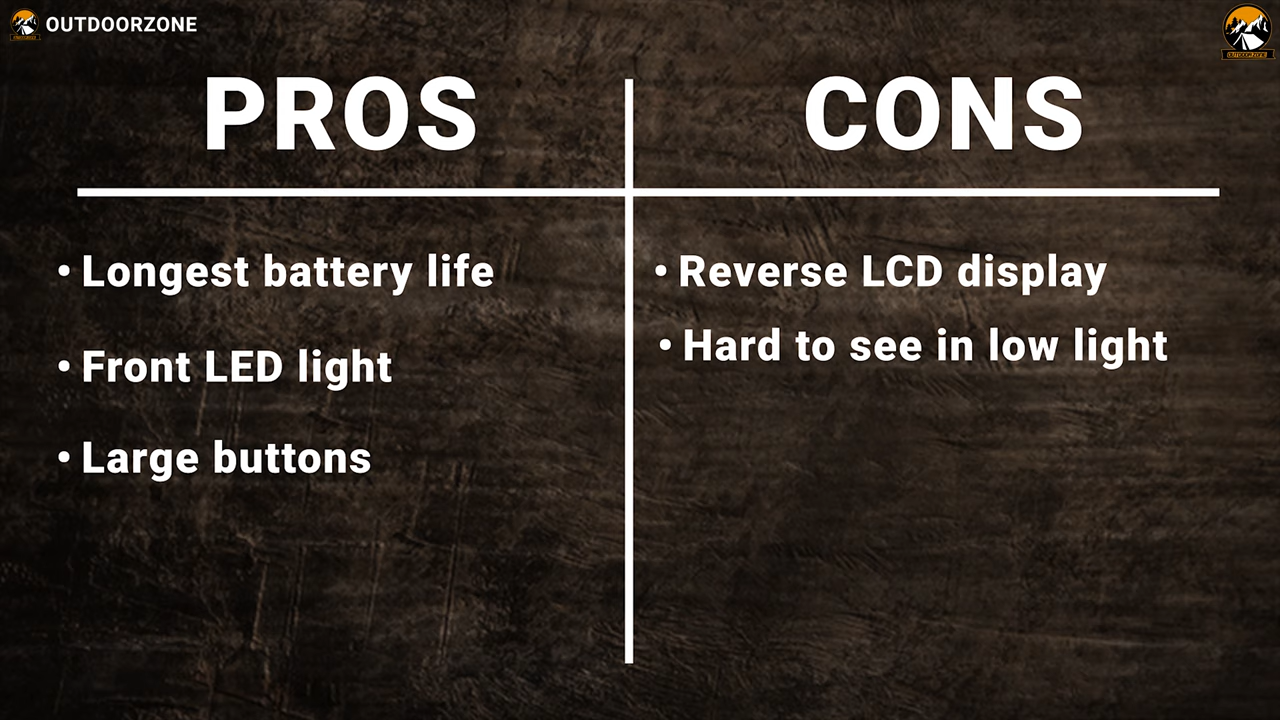 OUTDOORZONE
OUTDOORZONE
PROS
CONS
• Longest battery life
• Front LED light
• Large buttons
• Reverse LCD display
• Hard to see in low light